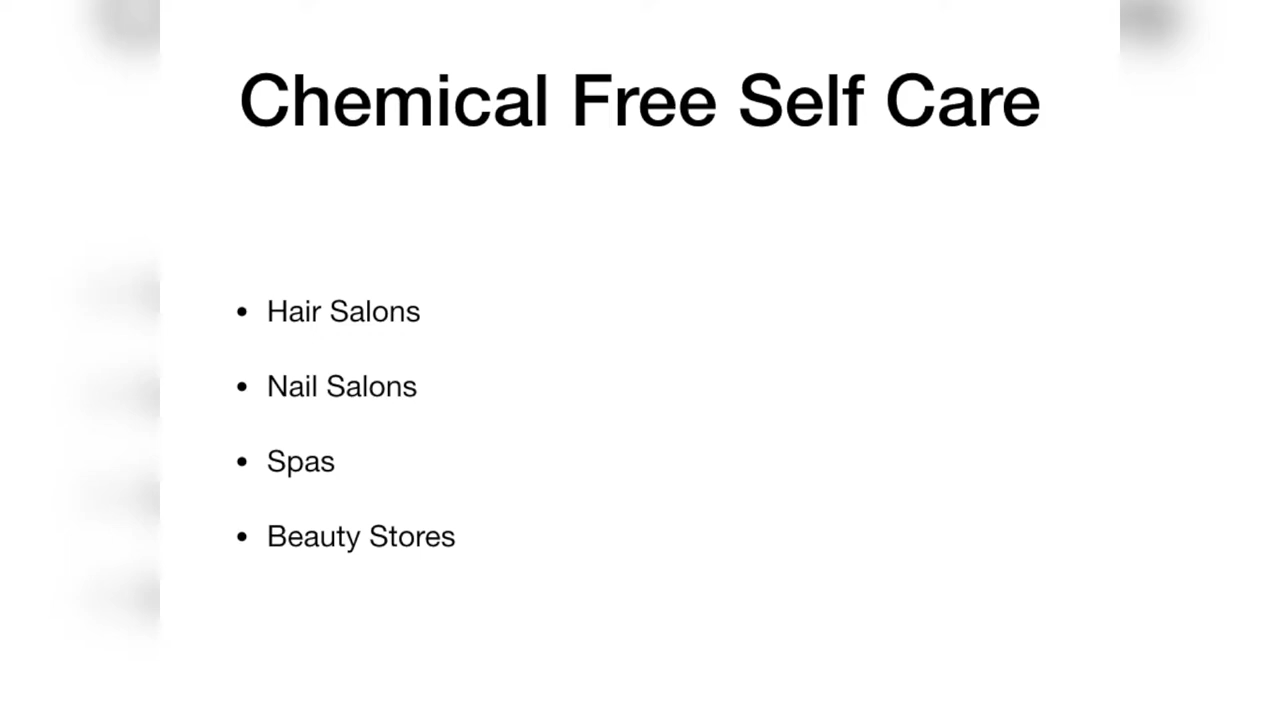 Chemical Free Self Care
• Hair Salons
• Nail Salons
• Spas
• Beauty Stores